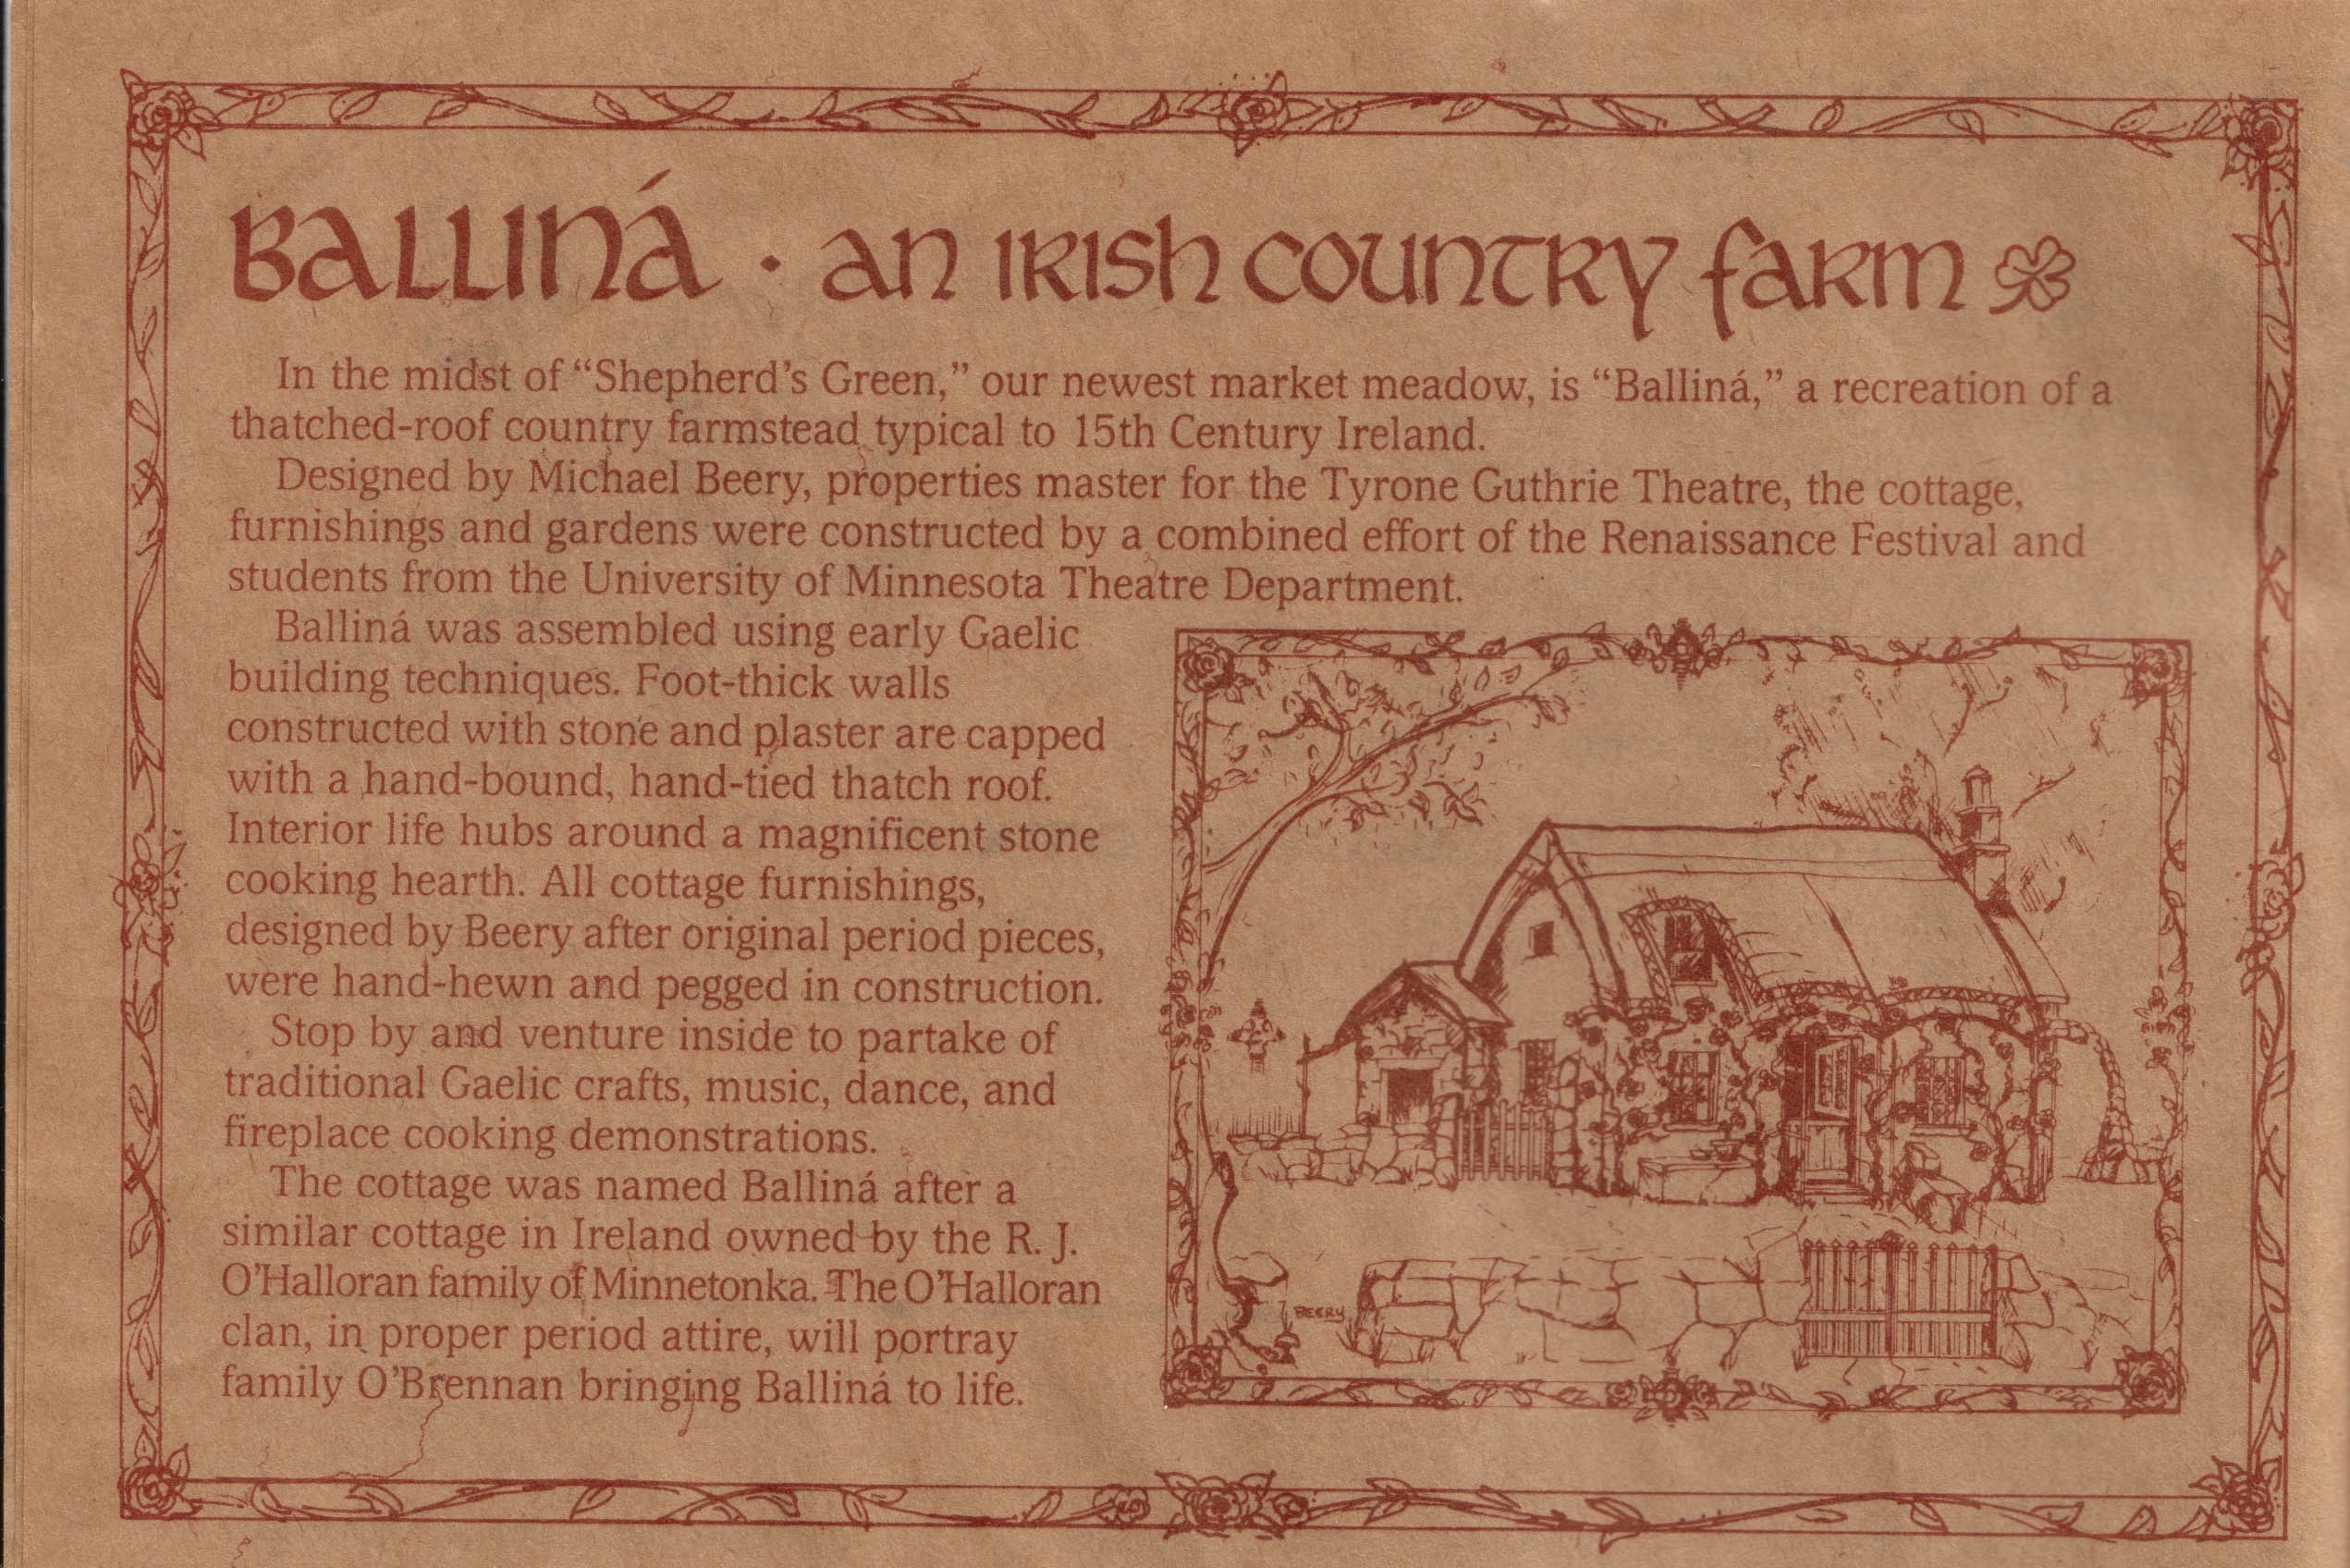 BALLINÁ · AN IRISH COUNTRY FARM
In the midst of “Shepherd’s Green,” our newest market meadow, is “Balliná,” a recreation of a
thatched-roof country farmstead typical to 15th Century Ireland.
Designed by Michael Beery, properties master for the Tyrone Guthrie Theatre, the cottage,
furnishings and gardens were constructed by a combined effort of the Renaissance Festival and
students from the University of Minnesota Theatre Department.
Balliná was assembled using early Gaelic
building techniques. Foot-thick walls
constructed with stone and plaster are capped
with a hand-bound, hand-tied thatch roof.
Interior life hubs around a magnificent stone
cooking hearth. All cottage furnishings,
designed by Beery after original period pieces,
were hand-hewn and pegged in construction.
Stop by and venture inside to partake of
traditional Gaelic crafts, music, dance, and
fireplace cooking demonstrations.
The cottage was named Balliná after a
similar cottage in Ireland owned by the R. J.
O’Halloran family of Minnetonka. The O’Halloran
clan, in proper period attire, will portray
family O’Brennan bringing Balliná to life.
BEERY